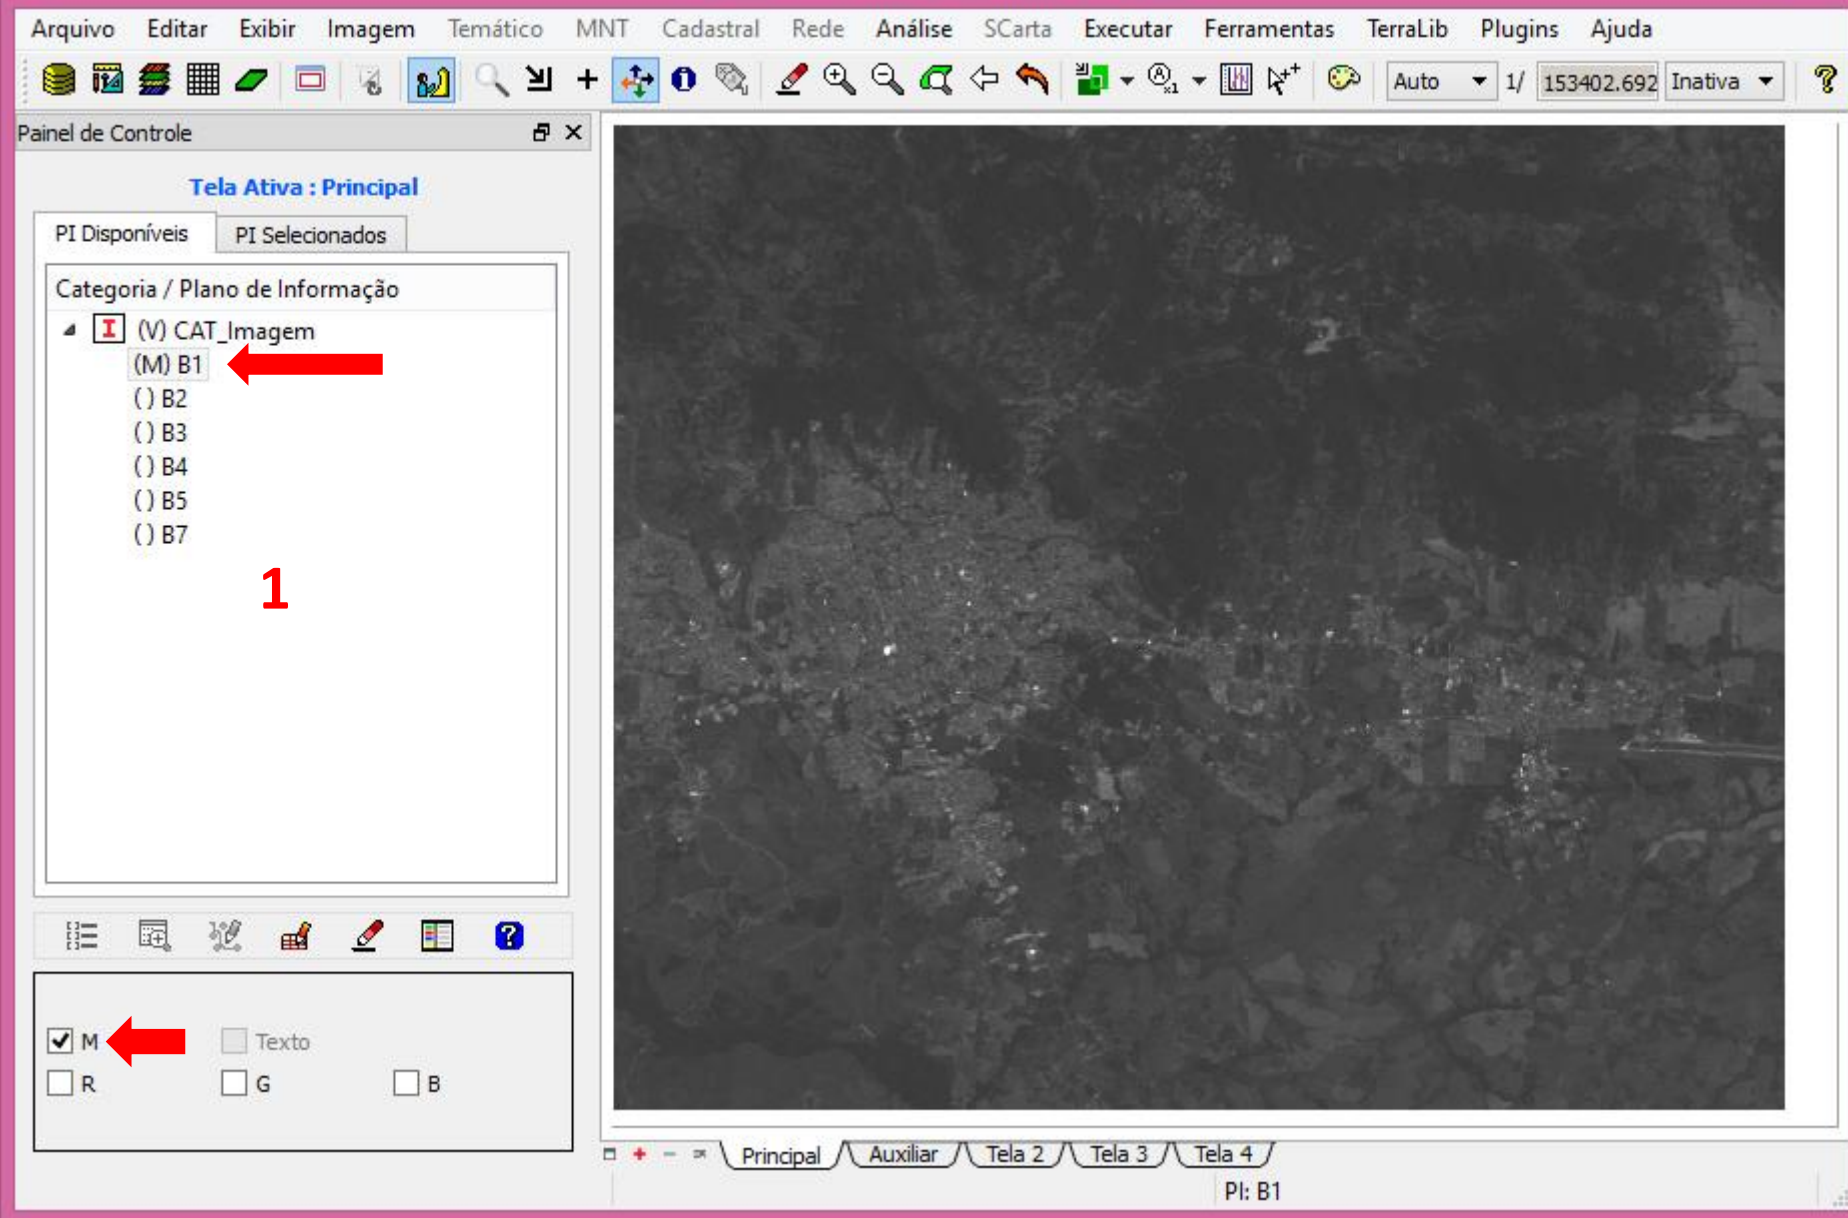 Arquivo Editar Exibir Imagem Temático MNT Cadastral Rede Análise SCarta Executar Ferramentas TerraLib Plugins Ajuda
Auto 1/ 153402.692 Inativa
Painel de Controle
Tela Ativa : Principal
PI Disponíveis PI Selecionados
Categoria / Plano de Informação
I (V) CAT_Imagem
(M) B1
( ) B2
( ) B3
( ) B4
( ) B5
( ) B7
1
M Texto
R G B
Principal Auxiliar Tela 2 Tela 3 Tela 4
PI: B1